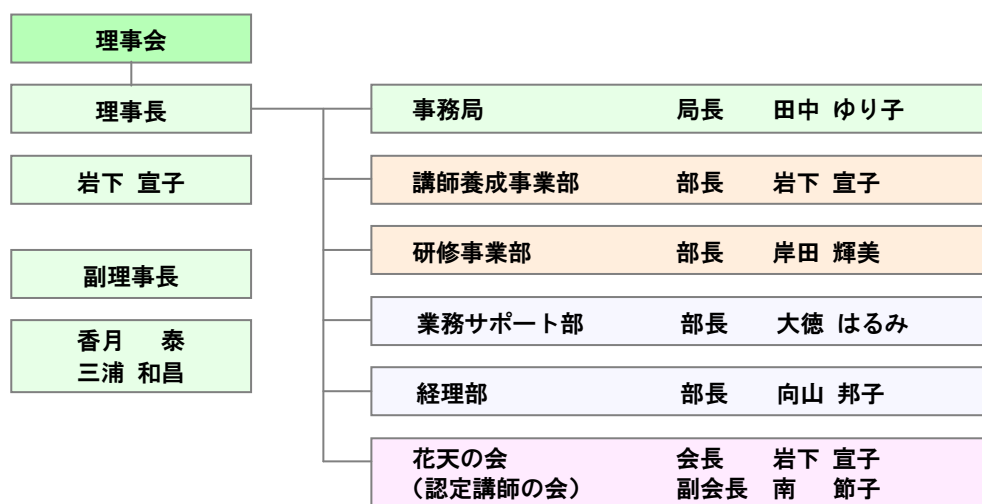 理事会
理事長
岩下 宣子
副理事長
香月 泰
三浦 和昌
事務局 局長 田中 ゆり子
講師養成事業部 部長 岩下 宣子
研修事業部 部長 岸田 輝美
業務サポート部 部長 大徳 はるみ
経理部 部長 向山 邦子
花天の会 会長 岩下 宣子
（認定講師の会） 副会長 南 節子